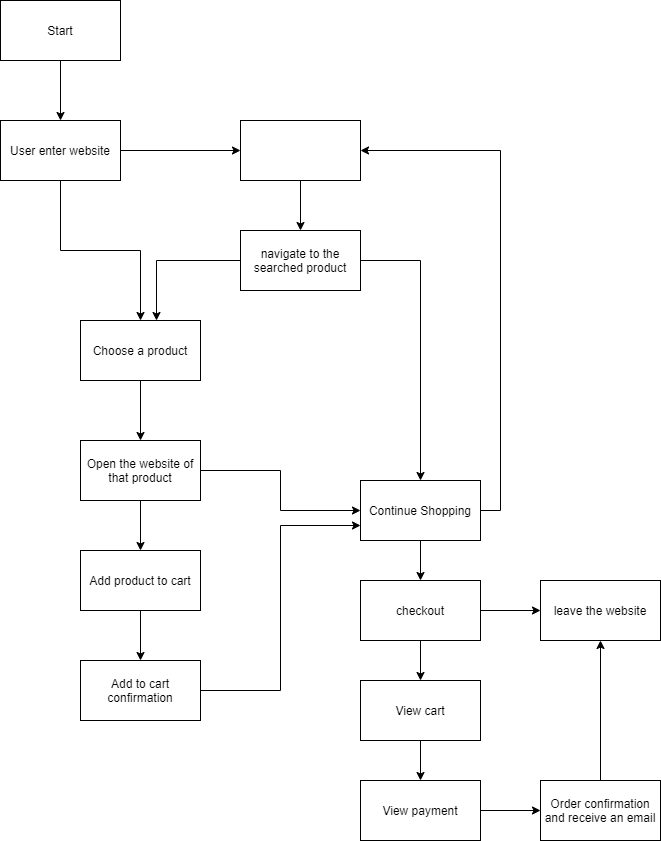 Start
User enter website
navigate to the
searched product
Choose a product
Open the website of
that product
Continue Shopping
Add product to cart
checkout
leave the website
Add to cart
confirmation
View cart
View payment
Order confirmation
and receive an email